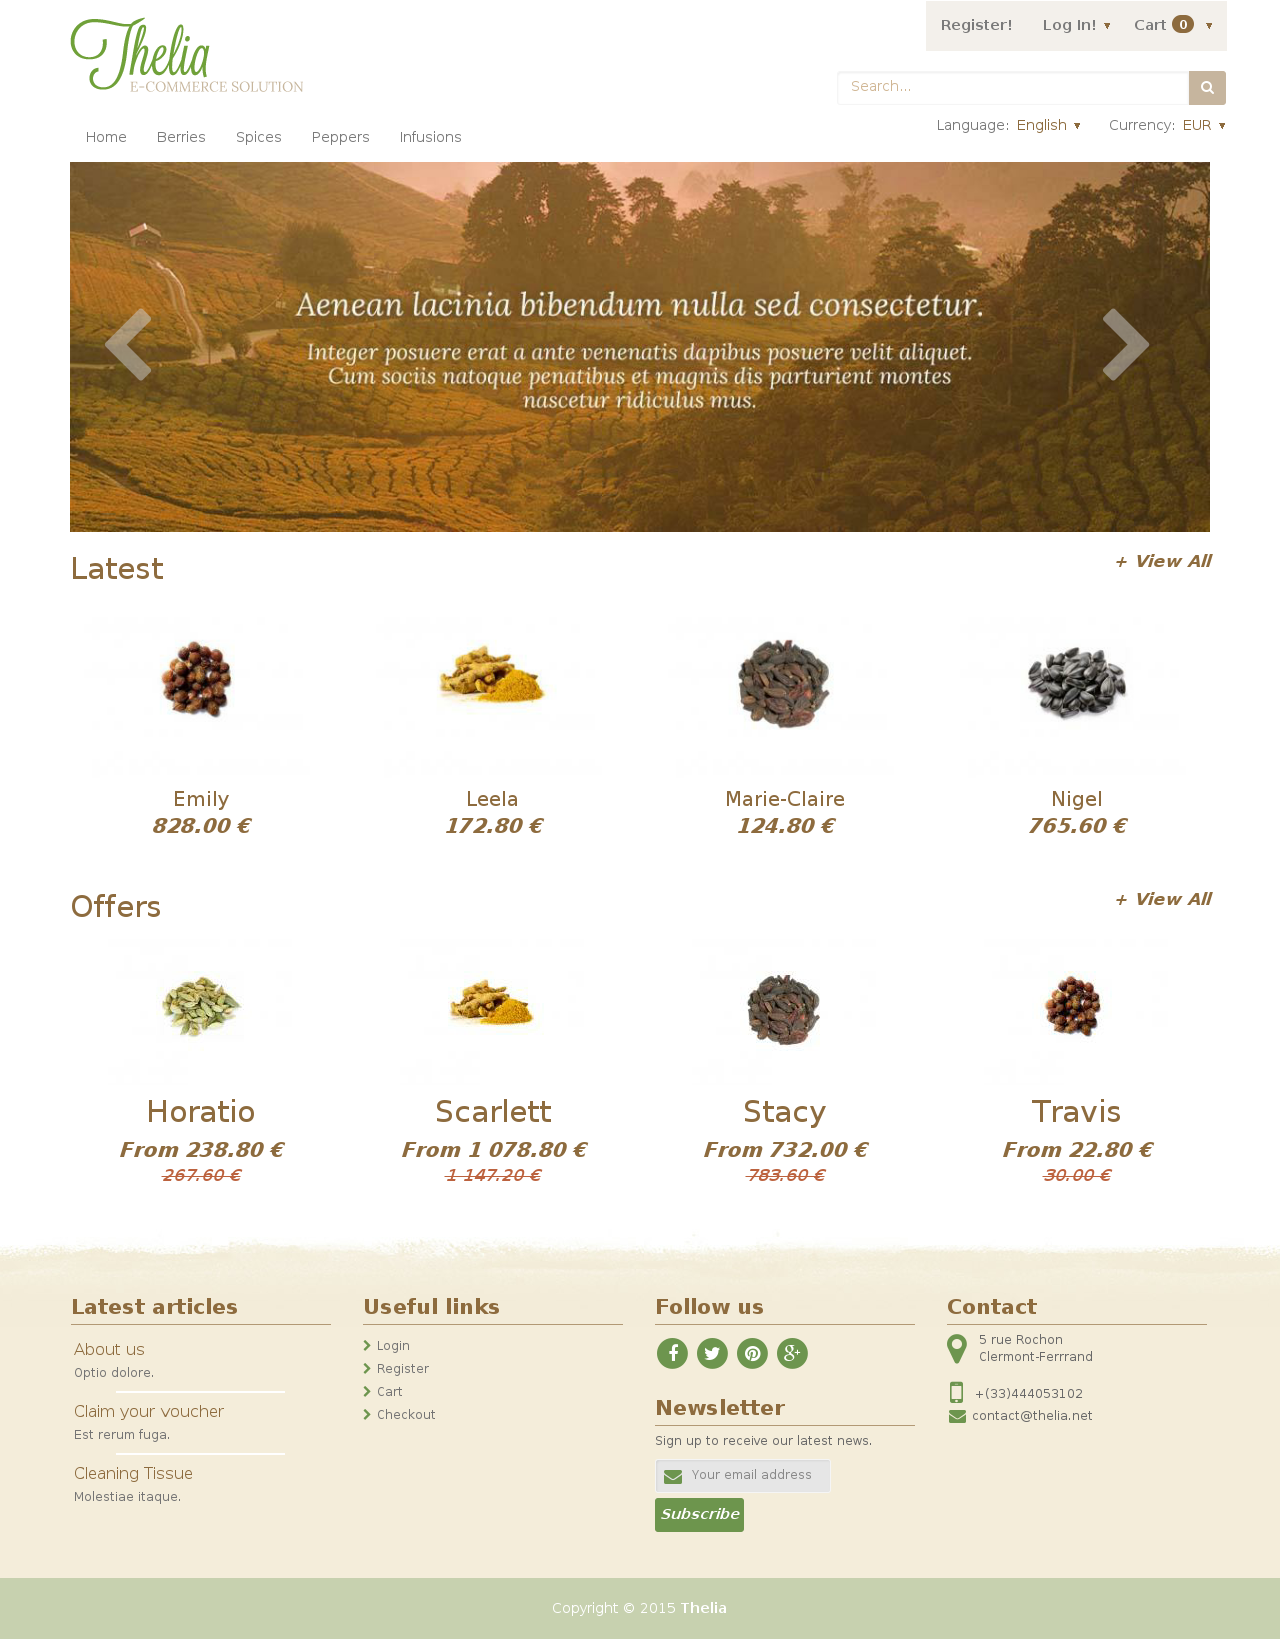 Thelia
E-COMMERCE SOLUTION
Register!
Log In!
Cart 0
Search...
Language: English
Currency: EUR
Home
Berries
Spices
Peppers
Infusions
Aenean lacinia bibendum nulla sed consectetur.
Integer posuere erat a ante venenatis dapibus posuere velit aliquet.
Cum sociis natoque penatibus et magnis dis parturient montes
nascetur ridiculus mus.
Latest
+ View All
Emily
828.00 €
Leela
172.80 €
Marie-Claire
124.80 €
Nigel
765.60 €
Offers
+ View All
Horatio
From 238.80 €
267.60 €
Scarlett
From 1 078.80 €
1 147.20 €
Stacy
From 732.00 €
783.60 €
Travis
From 22.80 €
30.00 €
Latest articles
About us
Optio dolore.
Claim your voucher
Est rerum fuga.
Cleaning Tissue
Molestiae itaque.
Useful links
Login
Register
Cart
Checkout
Follow us
Newsletter
Sign up to receive our latest news.
Your email address
Subscribe
Contact
5 rue Rochon
Clermont-Ferrrand
+(33)444053102
contact@thelia.net
Copyright © 2015 Thelia